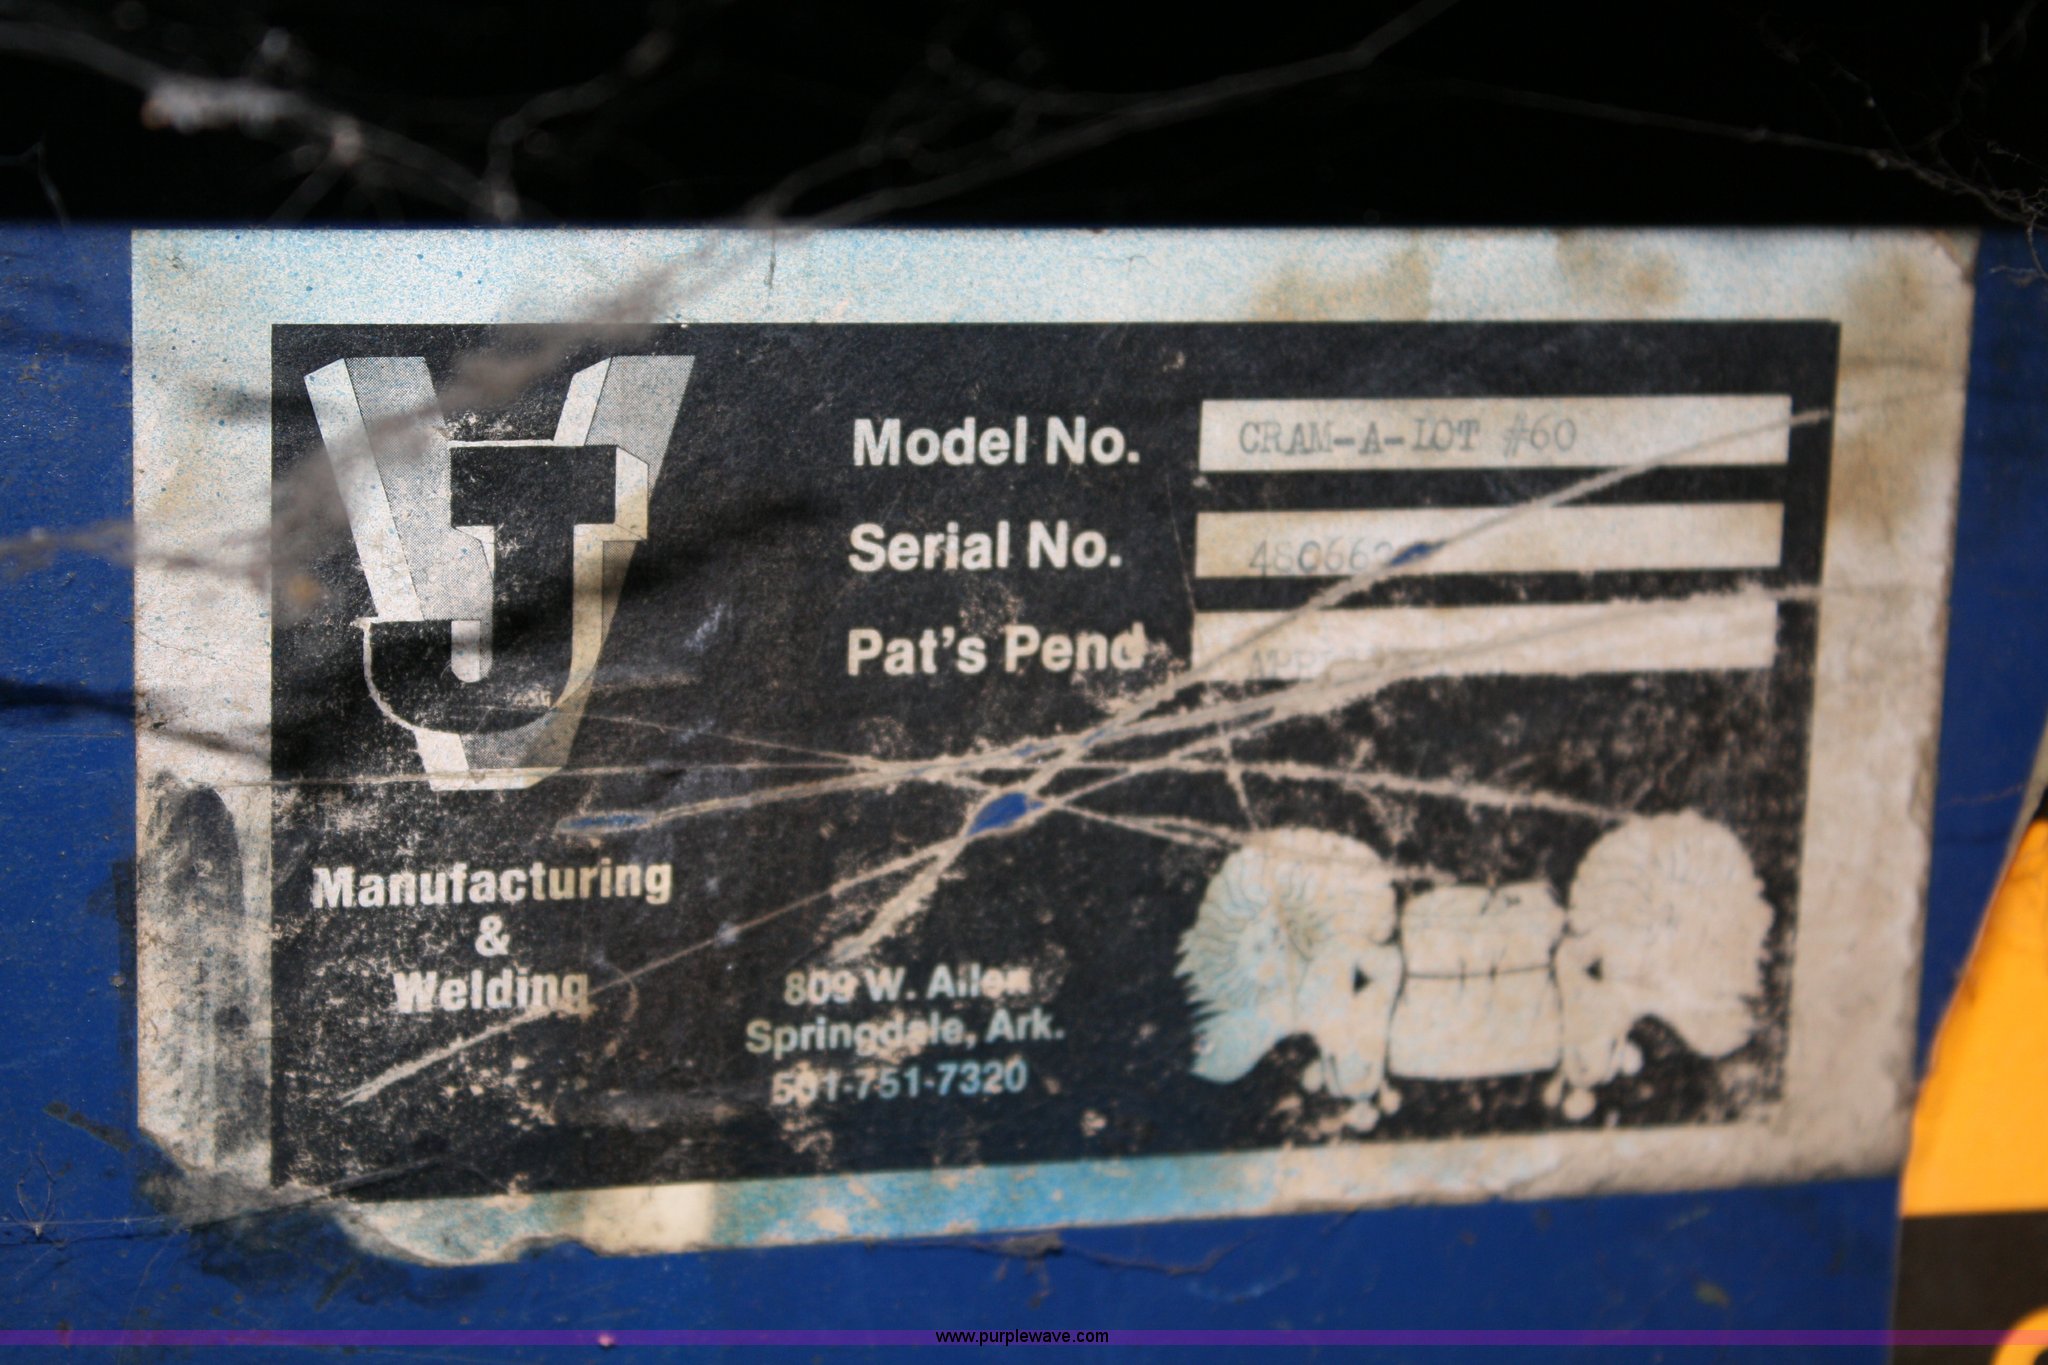 VJ
Model No. CRAM-A-LOT #60
Serial No.
Pat's Pend
Manufacturing
&
Welding
809 W. Allen
Springdale, Ark.
501-751-7320
www.purplewave.com